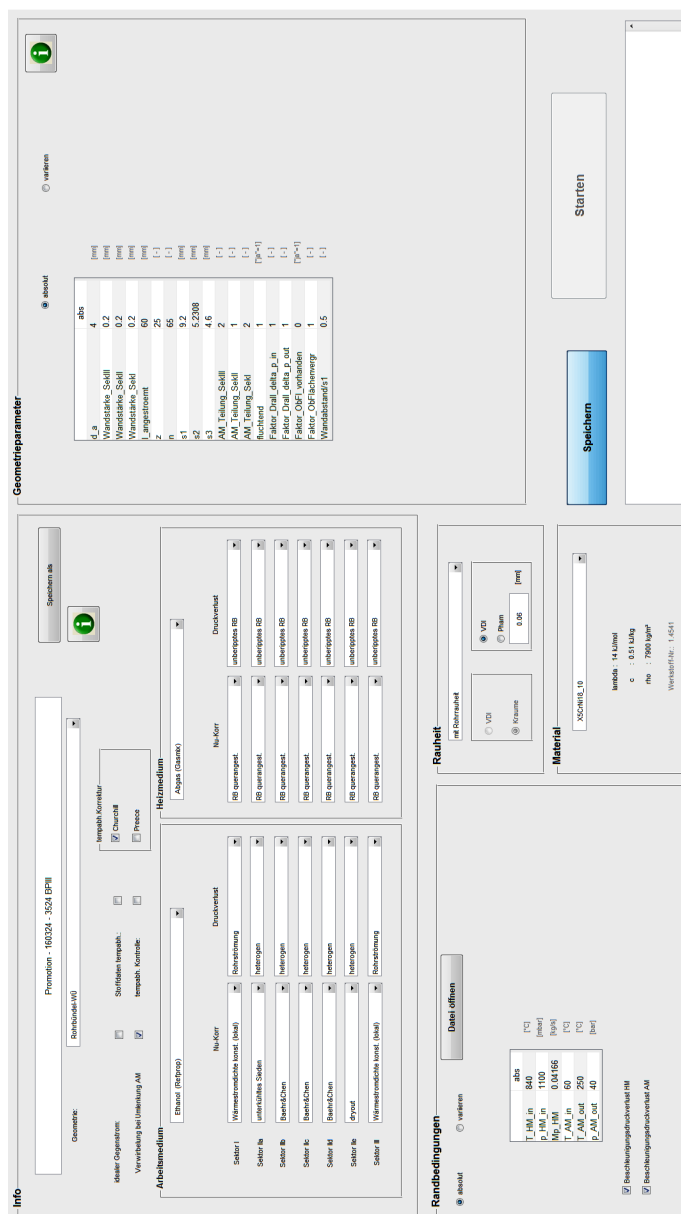 Info
Promotion - 160324 - 3524 BPIII
Speichern als
Geometrie:
Rohrbündel-WÜ
tempabh.Korrektur
idealer Gegenstrom:
Stoffdaten tempabh.:
Churchill
Verwirbelung bei Umlenkung AM
tempabh. Kontrolle:
Preece
Arbeitsmedium
Ethanol (Refprop)
Nu-Korr Druckverlust
Sektor I Wärmestromdichte konst. (lokal) Rohrströmung
Sektor IIa unterkühltes Sieden heterogen
Sektor IIb Baehr&Chen heterogen
Sektor IIc Baehr&Chen heterogen
Sektor IId Baehr&Chen heterogen
Sektor IIe dryout heterogen
Sektor III Wärmestromdichte konst. (lokal) Rohrströmung
Heizmedium
Abgas (Gasmix)
Nu-Korr Druckverlust
RB querangest. unberipptes RB
RB querangest. unberipptes RB
RB querangest. unberipptes RB
RB querangest. unberipptes RB
RB querangest. unberipptes RB
RB querangest. unberipptes RB
RB querangest. unberipptes RB
Geometrieparameter
absolut variieren
abs
d_a 4 [mm]
Wandstärke_SekIII 0.2 [mm]
Wandstärke_SekII 0.2 [mm]
Wandstärke_SekI 0.2 [mm]
l_angestroemt 60 [mm]
z 25 [-]
n 65 [-]
s1 9.2 [mm]
s2 5.2308 [mm]
s3 4.6 [mm]
AM_Teilung_SekIII 2 [-]
AM_Teilung_SekII 1 [-]
AM_Teilung_SekI 2 [-]
fluchtend 1 ["ja"=1]
Faktor_Drall_delta_p_in 1 [-]
Faktor_Drall_delta_p_out 1 [-]
Faktor_ObFl_vorhanden 0 ["ja"=1]
Faktor_ObFlächenvergr 1 [-]
Wandabstand/s1 0.5 [-]
Randbedingungen
absolut variieren
Datei öffnen
abs
T_HM_in 840 [°C]
p_HM_in 1100 [mbar]
Mp_HM 0.04166 [kg/s]
T_AM_in 60 [°C]
T_AM_out 250 [°C]
p_AM_out 40 [bar]
Beschleunigungsdruckverlust HM
Beschleunigungsdruckverlust AM
Rauheit
mit Rohrrauheit
VDI
Kraume
VDI
Pham
0.06 [mm]
Material
X5CrNi18_10
lambda : 14 kJ/mol
c : 0.51 kJ/kg
rho : 7900 kg/m³
Werkstoff-Nr.: 1.4541
Speichern
Starten